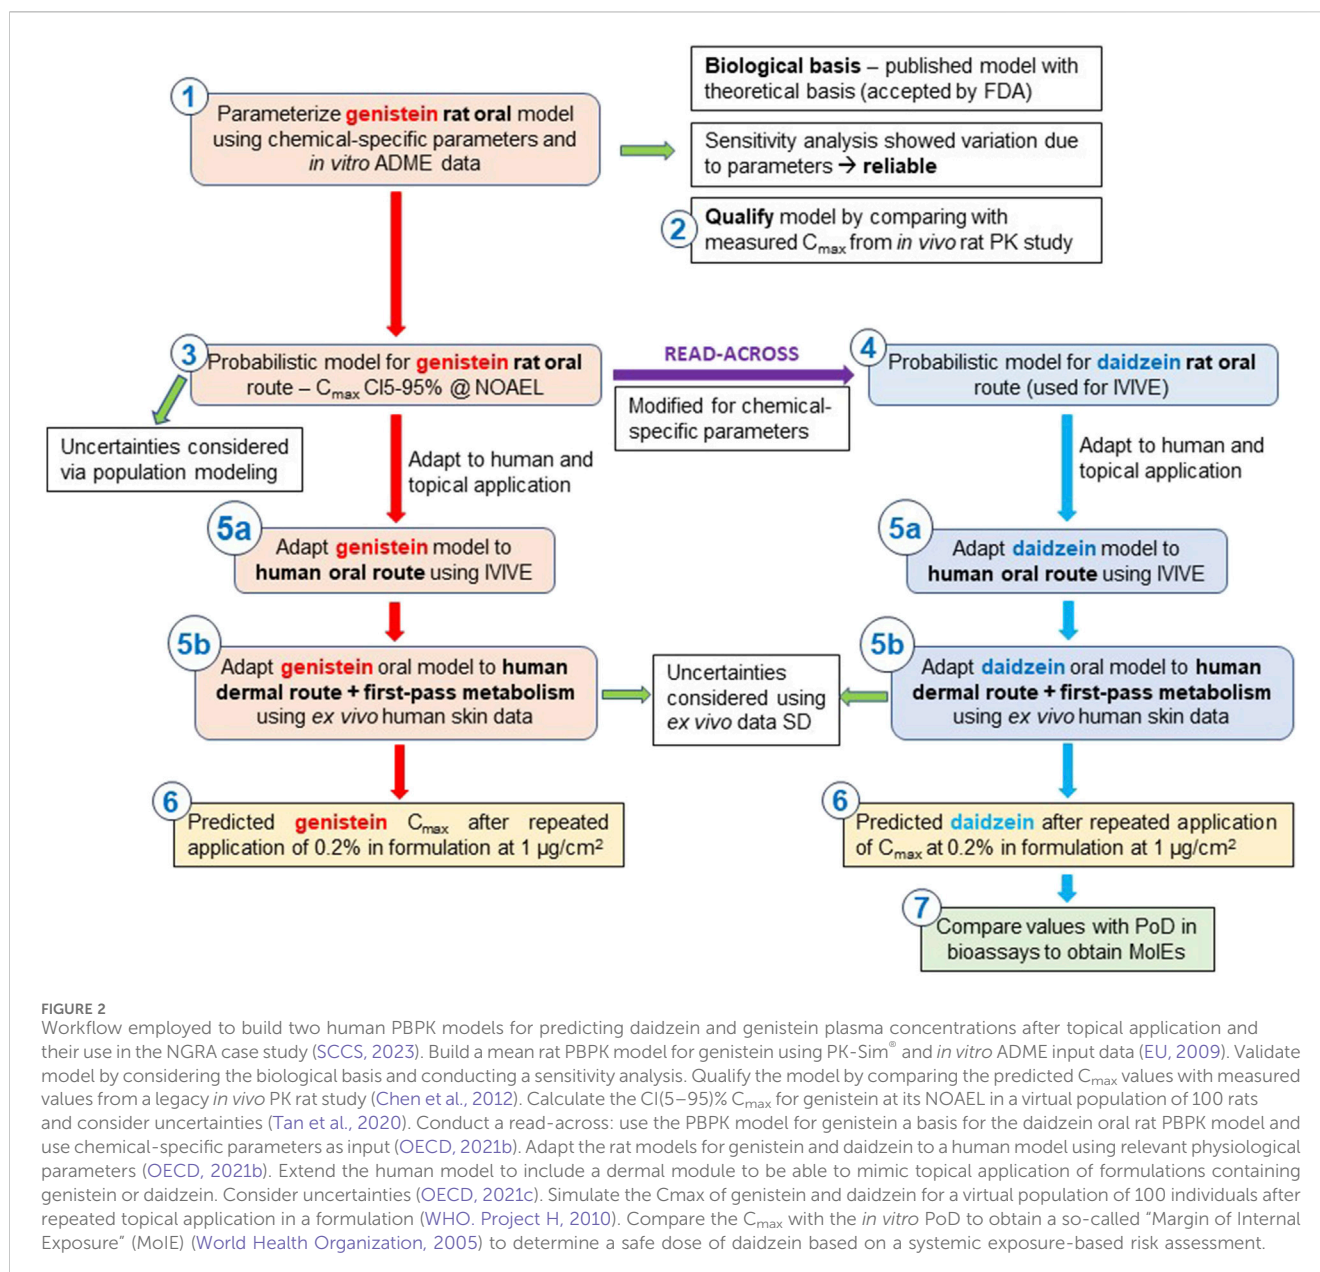 1
Parameterize genistein rat oral model
using chemical-specific parameters and
in vitro ADME data
Biological basis – published model with
theoretical basis (accepted by FDA)
Sensitivity analysis showed variation due
to parameters → reliable
2
Qualify model by comparing with
measured Cmax from in vivo rat PK study
3
Probabilistic model for genistein rat oral
route – Cmax CI5-95% @ NOAEL
READ-ACROSS
Modified for chemical-
specific parameters
4
Probabilistic model for daidzein rat oral
route (used for IVIVE)
Uncertainties considered
via population modeling
Adapt to human and
topical application
Adapt to human and
topical application
5a
Adapt genistein model to
human oral route using IVIVE
5a
Adapt daidzein model to
human oral route using IVIVE
5b
Adapt genistein oral model to human
dermal route + first-pass metabolism
using ex vivo human skin data
Uncertainties
considered using
ex vivo data SD
5b
Adapt daidzein oral model to human
dermal route + first-pass metabolism
using ex vivo human skin data
6
Predicted genistein Cmax after repeated
application of 0.2% in formulation at 1 µg/cm²
6
Predicted daidzein after repeated application
of Cmax at 0.2% in formulation at 1 µg/cm²
7
Compare values with PoD in
bioassays to obtain MoIEs
FIGURE 2
Workflow employed to build two human PBPK models for predicting daidzein and genistein plasma concentrations after topical application and
their use in the NGRA case study (SCCS, 2023). Build a mean rat PBPK model for genistein using PK-Sim® and in vitro ADME input data (EU, 2009). Validate
model by considering the biological basis and conducting a sensitivity analysis. Qualify the model by comparing the predicted Cmax values with measured
values from a legacy in vivo PK rat study (Chen et al., 2012). Calculate the CI(5–95)% Cmax for genistein at its NOAEL in a virtual population of 100 rats
and consider uncertainties (Tan et al., 2020). Conduct a read-across: use the PBPK model for genistein a basis for the daidzein oral rat PBPK model and
use chemical-specific parameters as input (OECD, 2021b). Adapt the rat models for genistein and daidzein to a human model using relevant physiological
parameters (OECD, 2021b). Extend the human model to include a dermal module to be able to mimic topical application of formulations containing
genistein or daidzein. Consider uncertainties (OECD, 2021c). Simulate the Cmax of genistein and daidzein for a virtual population of 100 individuals after
repeated topical application in a formulation (WHO. Project H, 2010). Compare the Cmax with the in vitro PoD to obtain a so-called “Margin of Internal
Exposure” (MoIE) (World Health Organization, 2005) to determine a safe dose of daidzein based on a systemic exposure-based risk assessment.